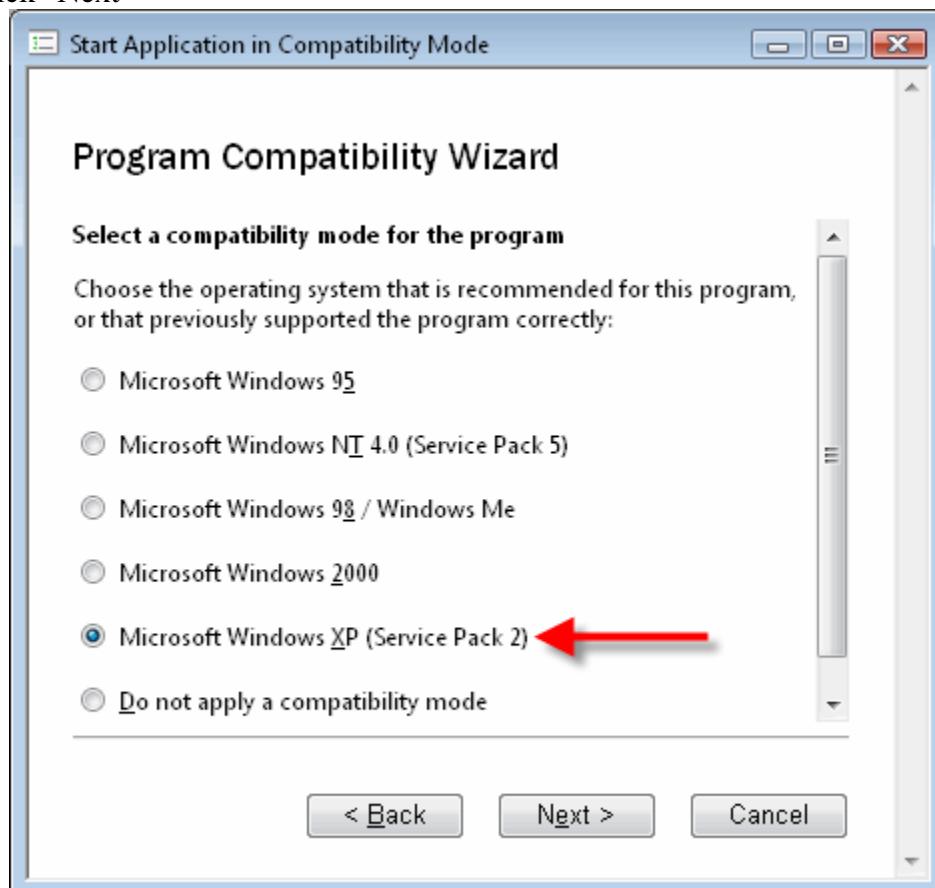 Next
Start Application in Compatibility Mode
Program Compatibility Wizard
Select a compatibility mode for the program
Choose the operating system that is recommended for this program,
or that previously supported the program correctly:
Microsoft Windows 95
Microsoft Windows NT 4.0 (Service Pack 5)
Microsoft Windows 98 / Windows Me
Microsoft Windows 2000
Microsoft Windows XP (Service Pack 2)
Do not apply a compatibility mode
< Back
Next >
Cancel